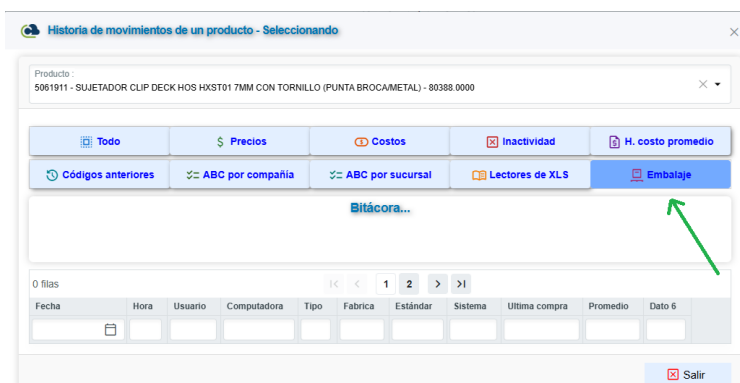 Historia de movimientos de un producto - Seleccionando
Producto :
5061911 - SUJETADOR CLIP DECK HOS HXST01 7MM CON TORNILLO (PUNTA BROCA/METAL) - 80388.0000
Todo
Precios
Costos
Inactividad
H. costo promedio
Códigos anteriores
ABC por compañía
ABC por sucursal
Lectores de XLS
Embalaje
Bitácora...
0 filas
1 2
Fecha Hora Usuario Computadora Tipo Fabrica Estándar Sistema Ultima compra Promedio Dato 6
Salir